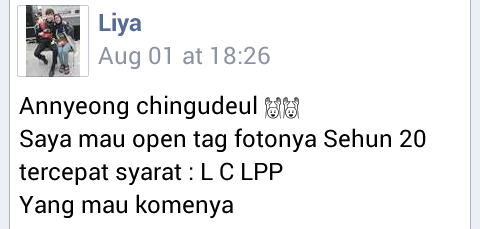 Liya
Aug 01 at 18:26
Annyeong chingudeul 🙌🙌
Saya mau open tag fotonya Sehun 20
tercepat syarat : L C LPP
Yang mau komenya